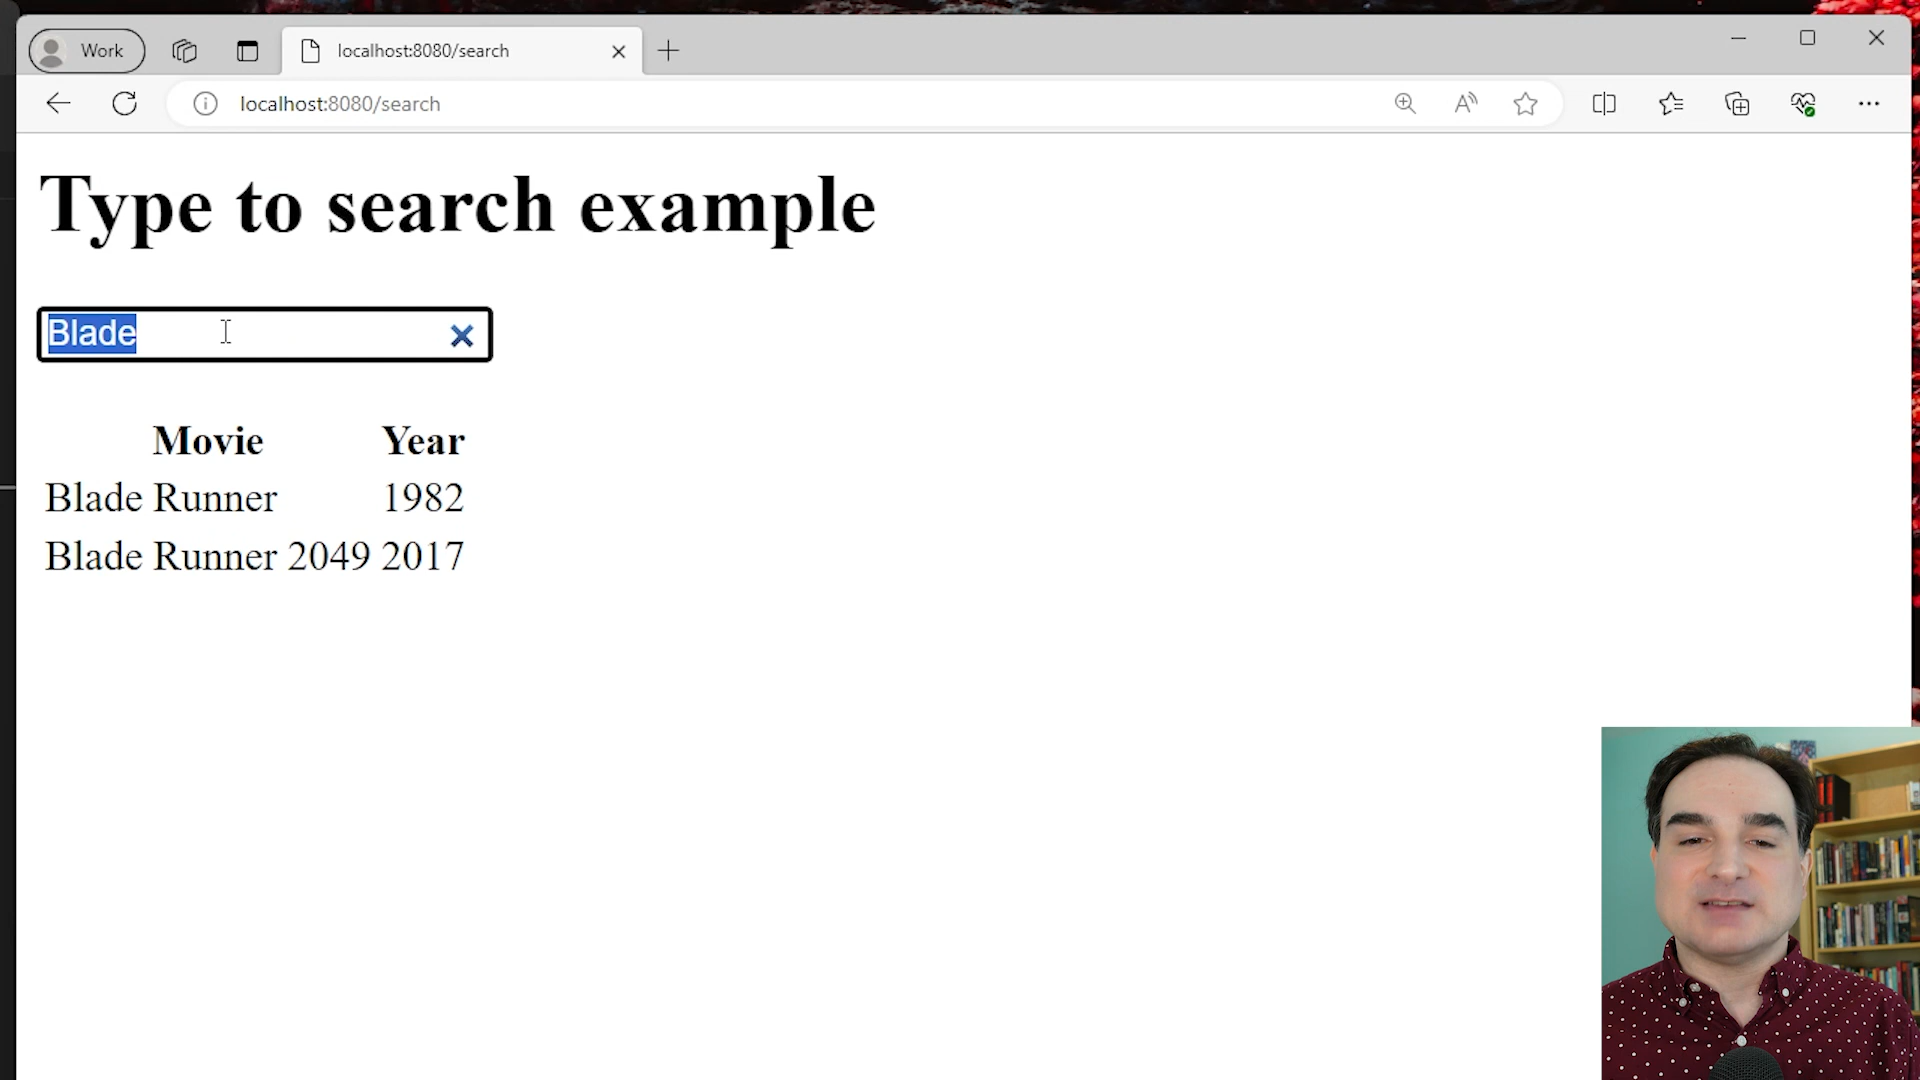 Work
localhost:8080/search
localhost:8080/search
Type to search example
Blade
Movie Year
Blade Runner 1982
Blade Runner 2049 2017